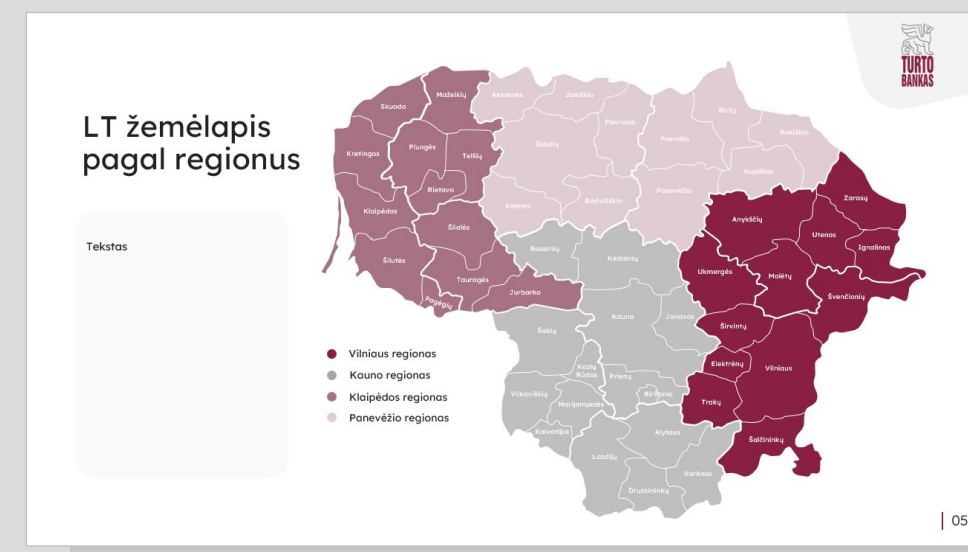 TURTO
BANKAS
LT žemėlapis
pagal regionus
Tekstas
Skuodo
Mažeikių
Akmenės
Joniškio
Kretingos
Plungės
Telšių
Šiaulių
Pakruojo
Pasvalio
Biržų
Rokiškio
Rietavo
Klaipėdos
Kelmės
Radviliškio
Panevėžio
Kupiškio
Šilalės
Šilutės
Tauragės
Pagėgių
Jurbarko
Raseinių
Kėdainių
Anykščių
Zarasų
Utenos
Ignalinos
Ukmergės
Molėtų
Švenčionių
Šakių
Kauno
Jonavos
Širvintų
Kazlų
Rūdos
Prienų
Elektrėnų
Vilniaus
Vilkaviškių
Marijampolės
Birštono
Trakų
Kalvarijos
Alytaus
Šalčininkų
Lazdijų
Varėnos
Druskininkų
Vilniaus regionas
Kauno regionas
Klaipėdos regionas
Panevėžio regionas
05